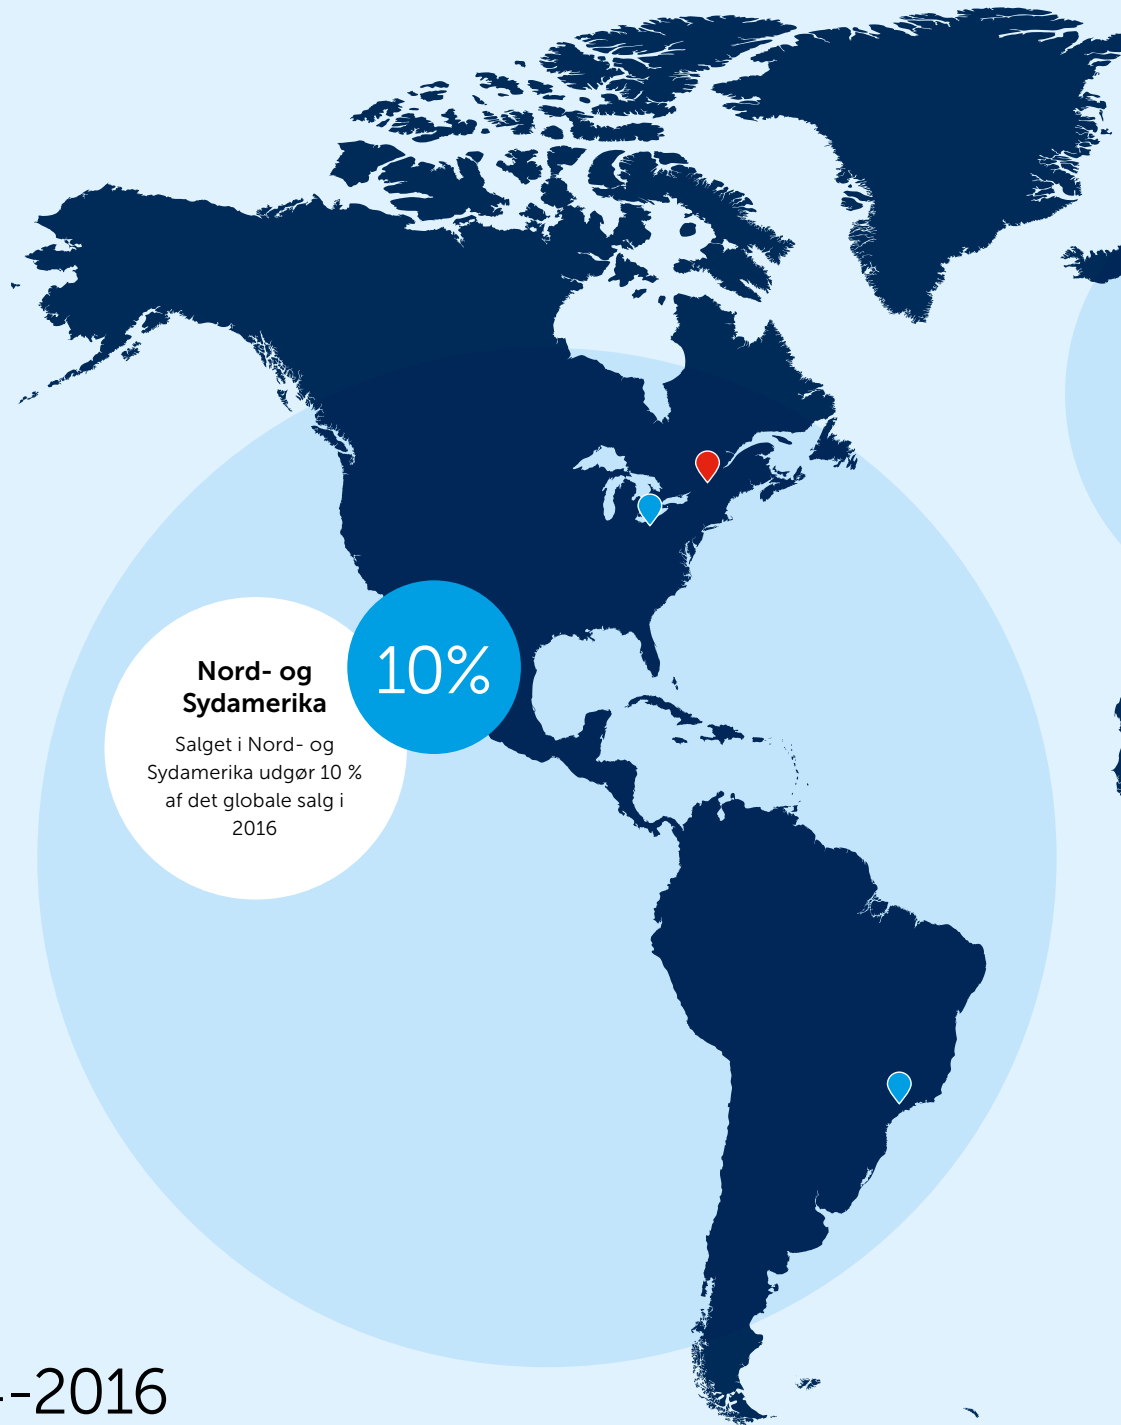 10%
Nord- og
Sydamerika
Salget i Nord- og
Sydamerika udgør 10 %
af det globale salg i
2016
-2016